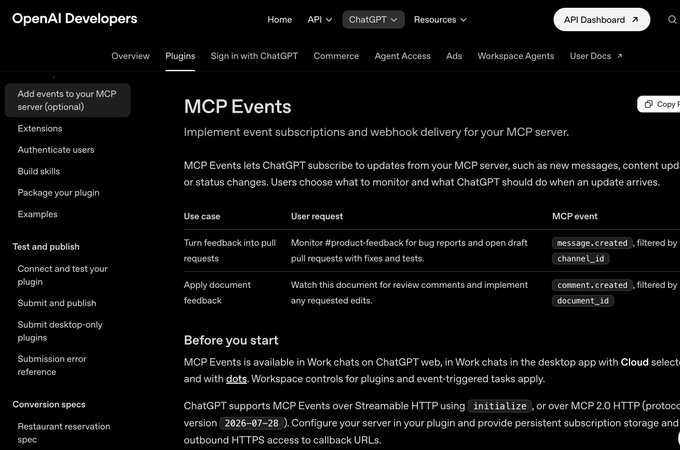 OpenAI Developers
Home API ChatGPT Resources API Dashboard
Overview Plugins Sign in with ChatGPT Commerce Agent Access Ads Workspace Agents User Docs
Add events to your MCP
server (optional)
Extensions
Authenticate users
Build skills
Package your plugin
Examples
Test and publish
Connect and test your
plugin
Submit and publish
Submit desktop-only
plugins
Submission error
reference
Conversion specs
Restaurant reservation
spec
MCP Events
Copy P
Implement event subscriptions and webhook delivery for your MCP server.
MCP Events lets ChatGPT subscribe to updates from your MCP server, such as new messages, content upd
or status changes. Users choose what to monitor and what ChatGPT should do when an update arrives.
Use case User request MCP event
Turn feedback into pull Monitor #product-feedback for bug reports and open draft message.created, filtered by
requests pull requests with fixes and tests. channel_id
Apply document Watch this document for review comments and implement comment.created, filtered by
feedback any requested edits. document_id
Before you start
MCP Events is available in Work chats on ChatGPT web, in Work chats in the desktop app with Cloud selecte
and with dots. Workspace controls for plugins and event-triggered tasks apply.
ChatGPT supports MCP Events over Streamable HTTP using initialize, or over MCP 2.0 HTTP (protoc
version 2026-07-28). Configure your server in your plugin and provide persistent subscription storage and
outbound HTTPS access to callback URLs.